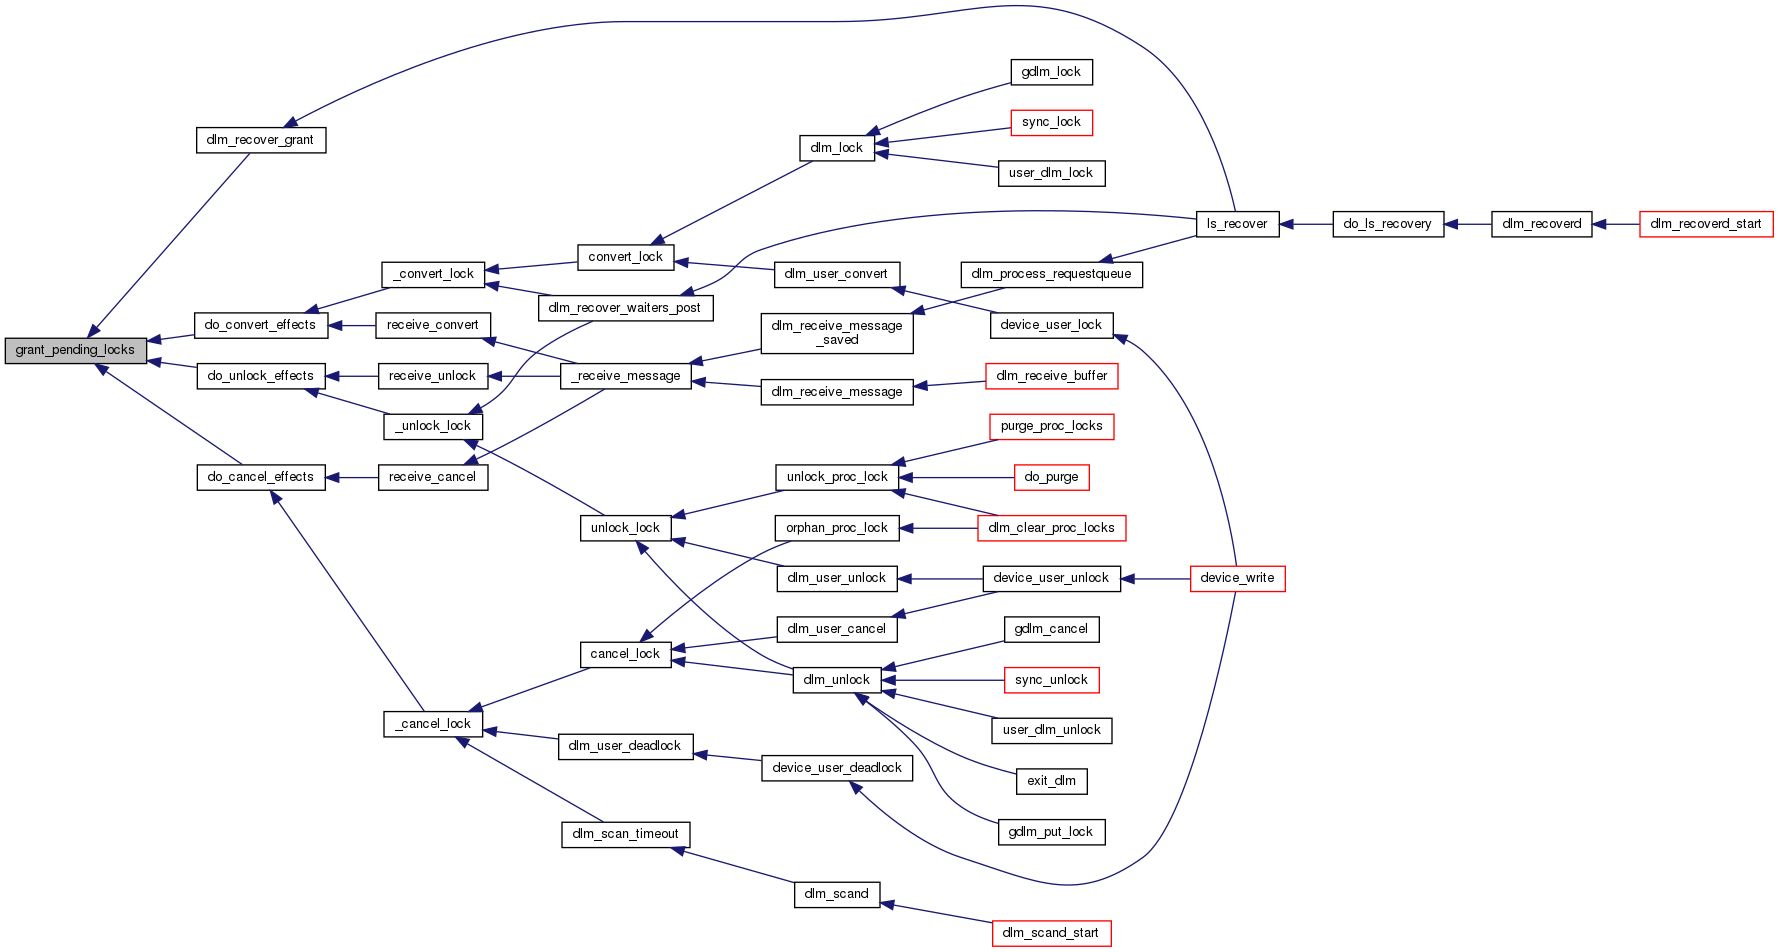 grant_pending_locks
dlm_recover_grant
do_convert_effects
do_unlock_effects
do_cancel_effects
_convert_lock
receive_convert
receive_unlock
_unlock_lock
receive_cancel
_cancel_lock
convert_lock
dlm_recover_waiters_post
_receive_message
unlock_lock
cancel_lock
dlm_user_deadlock
dlm_scan_timeout
dlm_lock
dlm_user_convert
dlm_receive_message
_saved
dlm_receive_message
unlock_proc_lock
orphan_proc_lock
dlm_user_unlock
dlm_user_cancel
dlm_unlock
device_user_deadlock
dlm_scand
gdlm_lock
sync_lock
user_dlm_lock
dlm_process_requestqueue
device_user_lock
dlm_receive_buffer
purge_proc_locks
do_purge
dlm_clear_proc_locks
device_user_unlock
gdlm_cancel
sync_unlock
user_dlm_unlock
exit_dlm
gdlm_put_lock
dlm_scand_start
ls_recover
device_write
do_ls_recovery
dlm_recoverd
dlm_recoverd_start